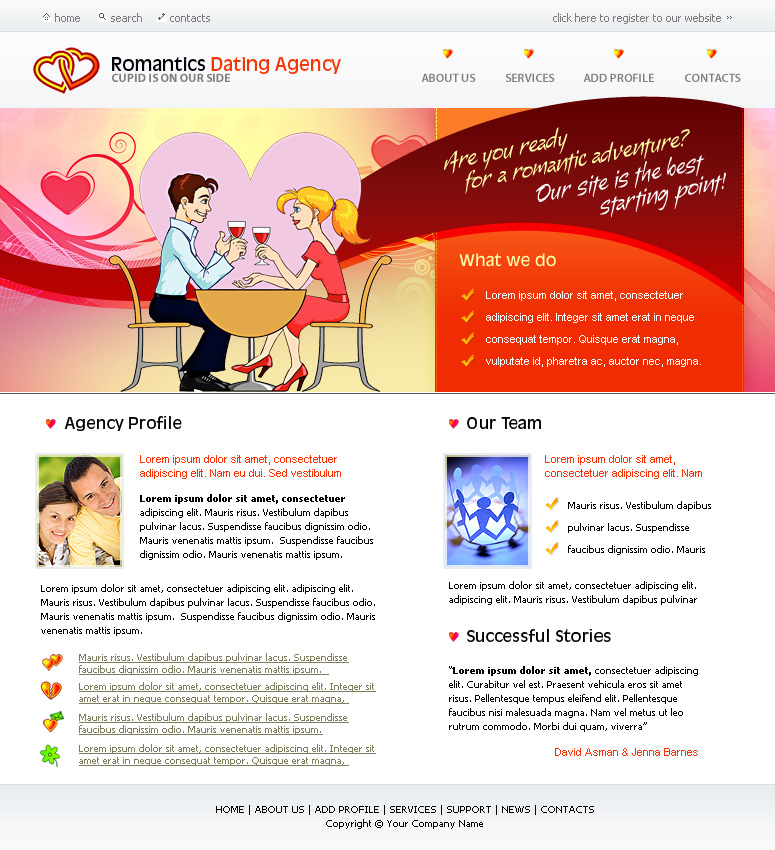 home search contacts click here to register to our website
Romantics Dating Agency
CUPID IS ON OUR SIDE
ABOUT US SERVICES ADD PROFILE CONTACTS
Are you ready
for a romantic adventure?
Our site is the best
starting point!
What we do
Lorem ipsum dolor sit amet, consectetuer
adipiscing elit. Integer sit amet erat in neque
consequat tempor. Quisque erat magna,
vulputate id, pharetra ac, auctor nec, magna.
Agency Profile
Lorem ipsum dolor sit amet, consectetuer
adipiscing elit. Nam eu dui. Sed vestibulum
Lorem ipsum dolor sit amet, consectetuer
adipiscing elit. Mauris risus. Vestibulum dapibus
pulvinar lacus. Suspendisse faucibus dignissim odio.
Mauris venenatis mattis ipsum. Suspendisse faucibus
dignissim odio. Mauris venenatis mattis ipsum.
Lorem ipsum dolor sit amet, consectetuer adipiscing elit. adipiscing elit.
Mauris risus. Vestibulum dapibus pulvinar lacus. Suspendisse faucibus odio.
Mauris venenatis mattis ipsum. Suspendisse faucibus dignissim odio. Mauris
venenatis mattis ipsum.
Mauris risus. Vestibulum dapibus pulvinar lacus. Suspendisse
faucibus dignissim odio. Mauris venenatis mattis ipsum.
Lorem ipsum dolor sit amet, consectetuer adipiscing elit. Integer sit
amet erat in neque consequat tempor. Quisque erat magna,
Mauris risus. Vestibulum dapibus pulvinar lacus. Suspendisse
faucibus dignissim odio. Mauris venenatis mattis ipsum.
Lorem ipsum dolor sit amet, consectetuer adipiscing elit. Integer sit
amet erat in neque consequat tempor. Quisque erat magna,
Our Team
Lorem ipsum dolor sit amet,
consectetuer adipiscing elit. Nam
Mauris risus. Vestibulum dapibus
pulvinar lacus. Suspendisse
faucibus dignissim odio. Mauris
Lorem ipsum dolor sit amet, consectetuer adipiscing elit.
adipiscing elit. Mauris risus. Vestibulum dapibus pulvinar
Successful Stories
“Lorem ipsum dolor sit amet, consectetuer adipiscing
elit. Curabitur vel est. Praesent vehicula eros sit amet
risus. Pellentesque tempus eleifend elit. Pellentesque
faucibus nisi malesuada magna. Nam vel metus ut leo
rutrum commodo. Morbi dui quam, viverra”
David Asman & Jenna Barnes
HOME | ABOUT US | ADD PROFILE | SERVICES | SUPPORT | NEWS | CONTACTS
Copyright © Your Company Name